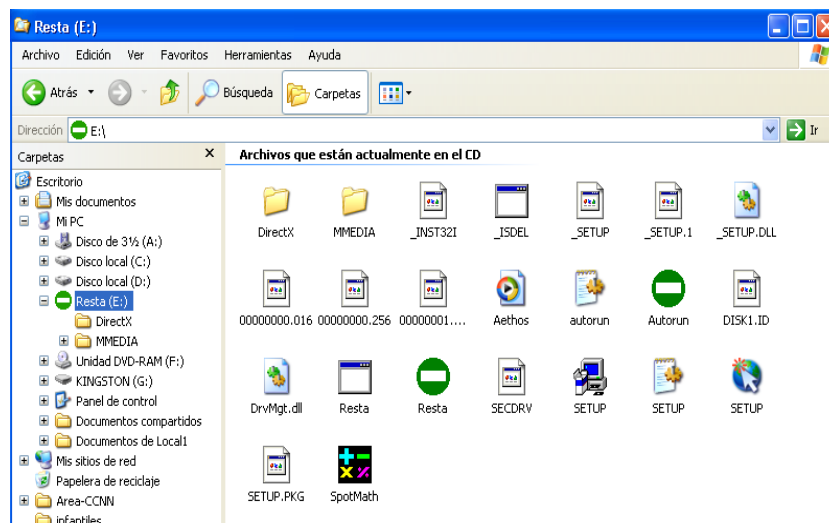 Resta (E:)
Archivo Edición Ver Favoritos Herramientas Ayuda
Atrás Búsqueda Carpetas
Dirección E:\ Ir
Carpetas X
Escritorio
Mis documentos
Mi PC
Disco de 3½ (A:)
Disco local (C:)
Disco local (D:)
Resta (E:)
DirectX
MMEDIA
Unidad DVD-RAM (F:)
KINGSTON (G:)
Panel de control
Documentos compartidos
Documentos de Local1
Mis sitios de red
Papelera de reciclaje
Area-CCNN
infantiles
Archivos que están actualmente en el CD
DirectX MMEDIA _INST32I _ISDEL _SETUP _SETUP.1 _SETUP.DLL
00000000.016 00000000.256 00000001.... Aethos autorun Autorun DISK1.ID
DrvMgt.dll Resta Resta SECDRV SETUP SETUP SETUP
SETUP.PKG SpotMath